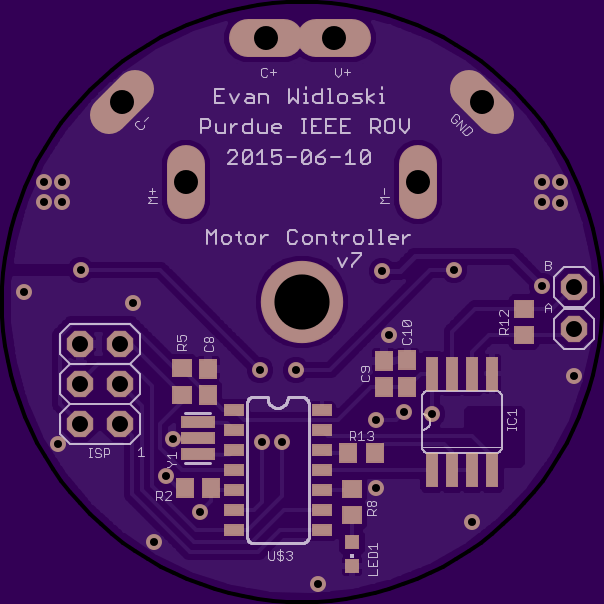 C+ V+
Evan Widloski
C- Purdue IEEE ROV GND
2015-06-10
M+ M-
Motor Controller
v7
B
A
R12
R5 C8 C10
C9
IC1
ISP 1
Y1
R13
R2
R8
U$3
LED1